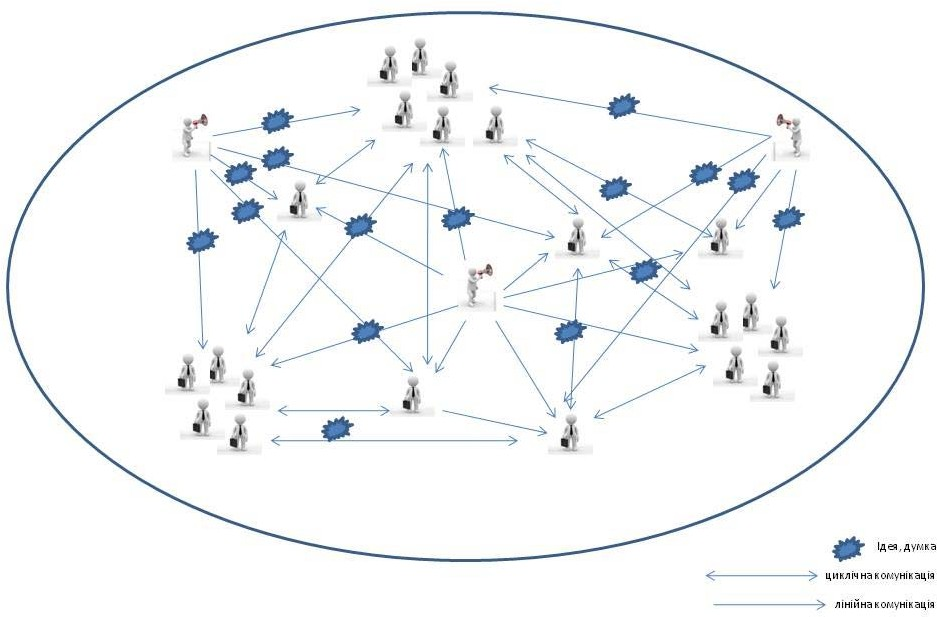 Ідея, думка
циклічна комунікація
лінійна комунікація